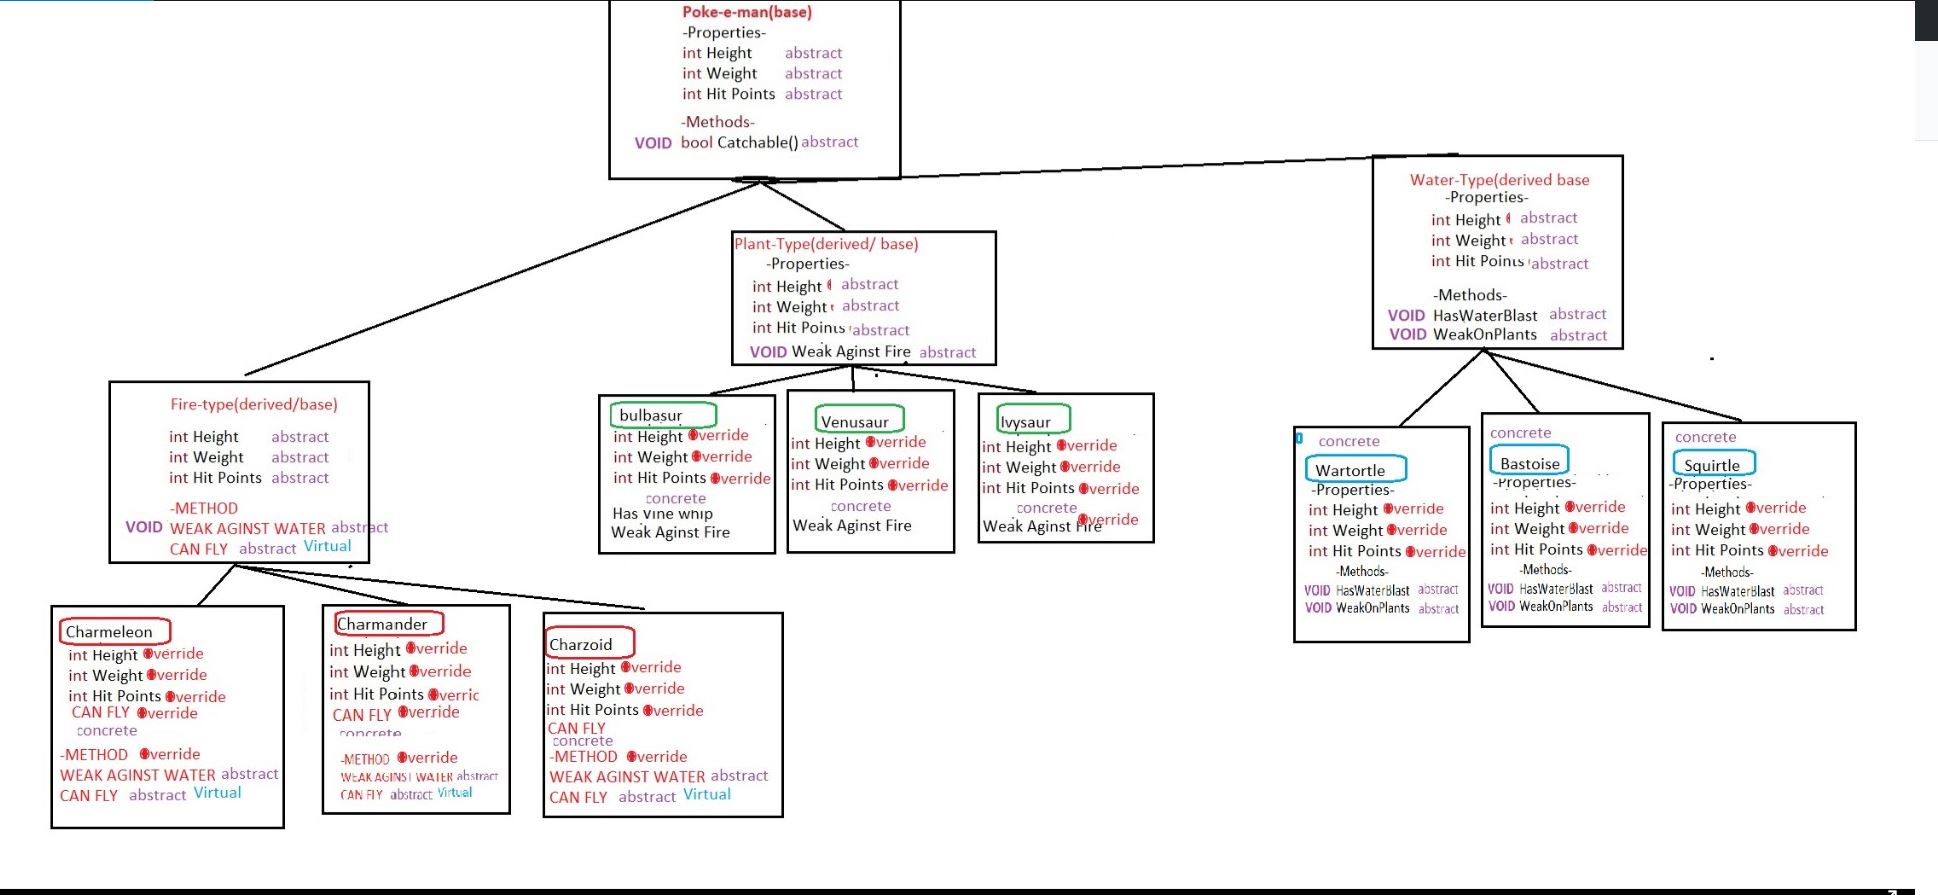 Poke-e-man(base)
-Properties-
int Height abstract
int Weight abstract
int Hit Points abstract
-Methods-
VOID bool Catchable() abstract
Water-Type(derived base
-Properties-
int Height abstract
int Weight abstract
int Hit Points abstract
-Methods-
VOID HasWaterBlast abstract
VOID WeakOnPlants abstract
Plant-Type(derived/ base)
-Properties-
int Height abstract
int Weight abstract
int Hit Points abstract
VOID Weak Aginst Fire abstract
Fire-type(derived/base)
int Height abstract
int Weight abstract
int Hit Points abstract
-METHOD
VOID WEAK AGINST WATER abstract
CAN FLY abstract Virtual
bulbasur
int Height Override
int Weight Override
int Hit Points Override
concrete
Has vine whip
Weak Aginst Fire
Venusaur
int Height Override
int Weight Override
int Hit Points Override
concrete
Weak Aginst Fire
Ivysaur
int Height Override
int Weight Override
int Hit Points Override
concrete
Weak Aginst Fire Override
concrete
Wartortle
-Properties-
int Height Override
int Weight Override
int Hit Points Override
-Methods-
VOID HasWaterBlast abstract
VOID WeakOnPlants abstract
concrete
Bastoise
-Properties-
int Height Override
int Weight Override
int Hit Points Override
-Methods-
VOID HasWaterBlast abstract
VOID WeakOnPlants abstract
concrete
Squirtle
-Properties-
int Height Override
int Weight Override
int Hit Points Override
-Methods-
VOID HasWaterBlast abstract
VOID WeakOnPlants abstract
Charmeleon
int Height Override
int Weight Override
int Hit Points Override
CAN FLY Override
concrete
-METHOD Override
WEAK AGINST WATER abstract
CAN FLY abstract Virtual
Charmander
int Height Override
int Weight Override
int Hit Points Overric
CAN FLY Override
concrete
-METHOD Override
WEAK AGINST WATER abstract
CAN FLY abstract Virtual
Charzoid
int Height Override
int Weight Override
int Hit Points Override
CAN FLY
concrete
-METHOD Override
WEAK AGINST WATER abstract
CAN FLY abstract Virtual